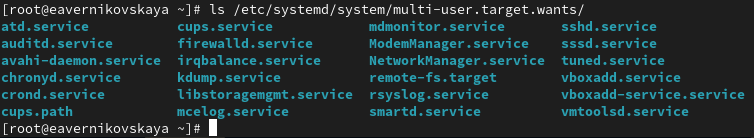 [root@eavernikovskaya ~]# ls /etc/systemd/system/multi-user.target.wants/
atd.service cups.service mdmonitor.service sshd.service
auditd.service firewalld.service ModemManager.service sssd.service
avahi-daemon.service irqbalance.service NetworkManager.service tuned.service
chronyd.service kdump.service remote-fs.target vboxadd.service
crond.service libstoragemgmt.service rsyslog.service vboxadd-service.service
cups.path mcelog.service smartd.service vmtoolsd.service
[root@eavernikovskaya ~]#